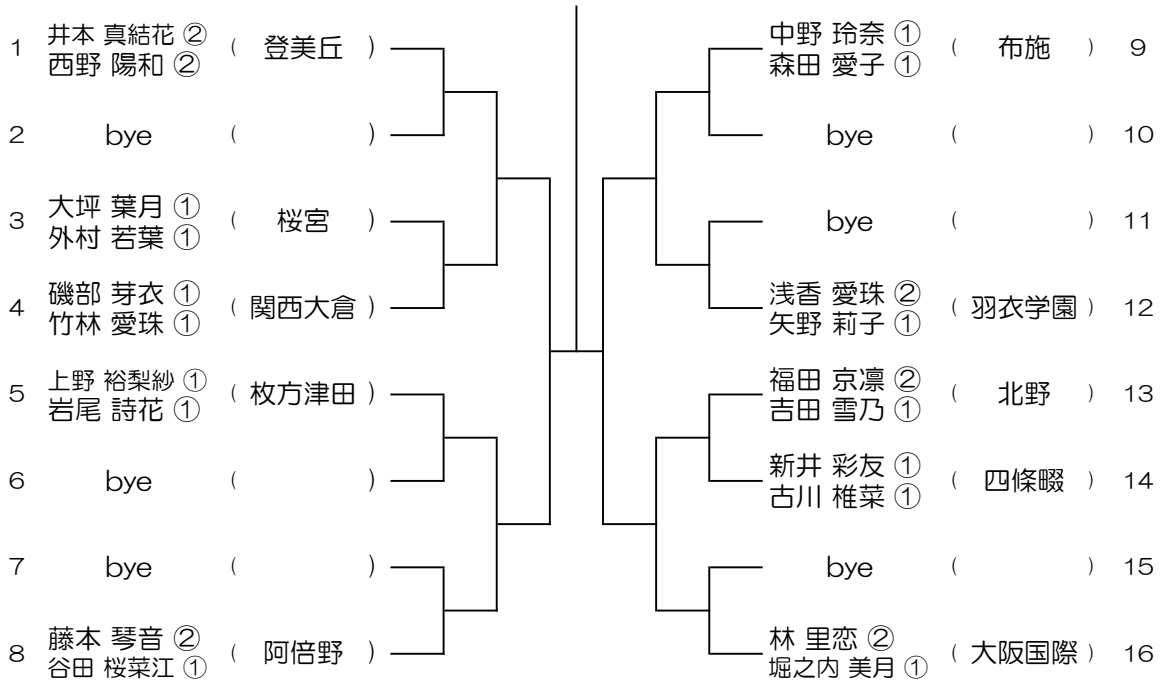 1 井本 真結花 ② ( 登美丘 )
西野 陽和 ②
2 bye ( )
3 大坪 葉月 ① ( 桜宮 )
外村 若葉 ①
4 磯部 芽衣 ① ( 関西大倉 )
竹林 愛珠 ①
5 上野 裕梨紗 ① ( 枚方津田 )
岩尾 詩花 ①
6 bye ( )
7 bye ( )
8 藤本 琴音 ② ( 阿倍野 )
谷田 桜菜江 ①
中野 玲奈 ① ( 布施 ) 9
森田 愛子 ①
bye ( ) 10
bye ( ) 11
浅香 愛珠 ② ( 羽衣学園 ) 12
矢野 莉子 ①
福田 京凛 ② ( 北野 ) 13
吉田 雪乃 ①
新井 彩友 ① ( 四條畷 ) 14
古川 椎菜 ①
bye ( ) 15
林 里恋 ② ( 大阪国際 ) 16
堀之内 美月 ①